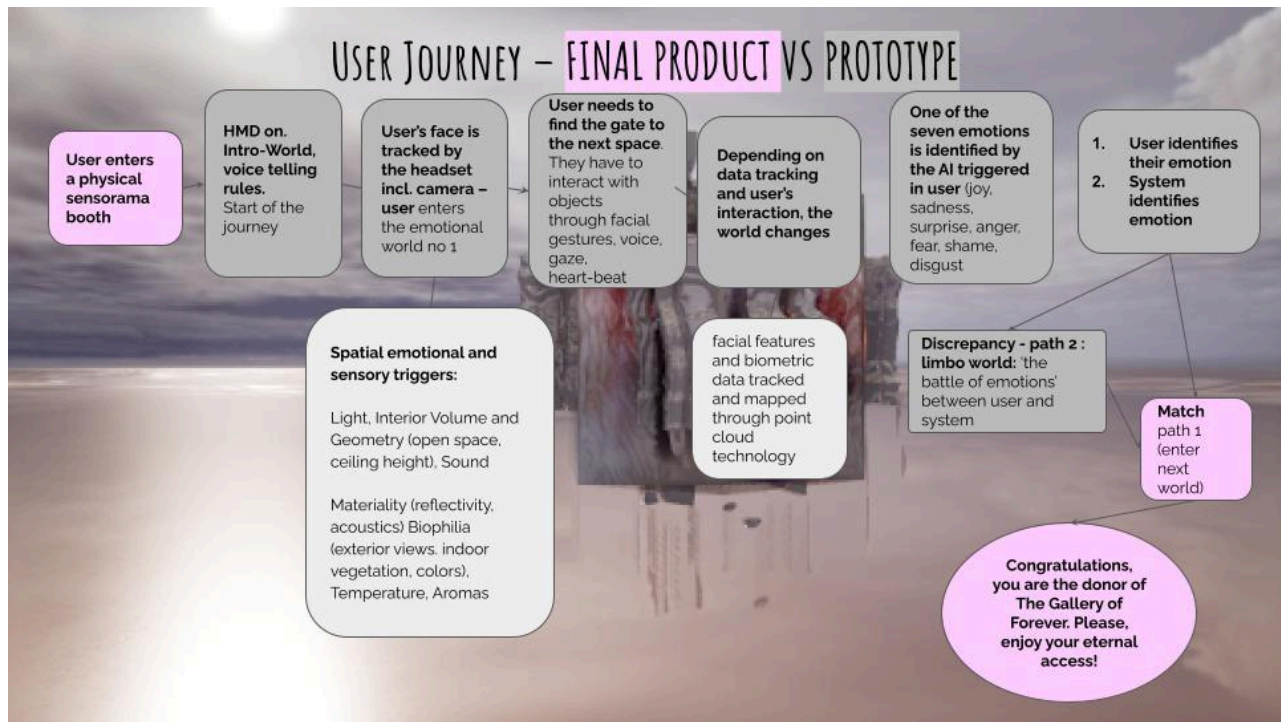 USER JOURNEY – FINAL PRODUCT VS PROTOTYPE
User enters
a physical
sensorama
booth
HMD on.
Intro-World,
voice telling
rules.
Start of the
journey
User's face is
tracked by
the headset
incl. camera –
user enters
the emotional
world no 1
User needs to
find the gate to
the next space.
They have to
interact with
objects
through facial
gestures, voice,
gaze,
heart-beat
Depending on
data tracking
and user's
interaction, the
world changes
One of the
seven emotions
is identified by
the AI triggered
in user (joy,
sadness,
surprise, anger,
fear, shame,
disgust
1. User identifies
their emotion
2. System
identifies
emotion
Spatial emotional and
sensory triggers:
Light, Interior Volume and
Geometry (open space,
ceiling height), Sound
Materiality (reflectivity,
acoustics) Biophilia
(exterior views. indoor
vegetation, colors),
Temperature, Aromas
facial features
and biometric
data tracked
and mapped
through point
cloud
technology
Discrepancy - path 2 :
limbo world: 'the
battle of emotions'
between user and
system
Match
path 1
(enter
next
world)
Congratulations,
you are the donor of
The Gallery of
Forever. Please,
enjoy your eternal
access!